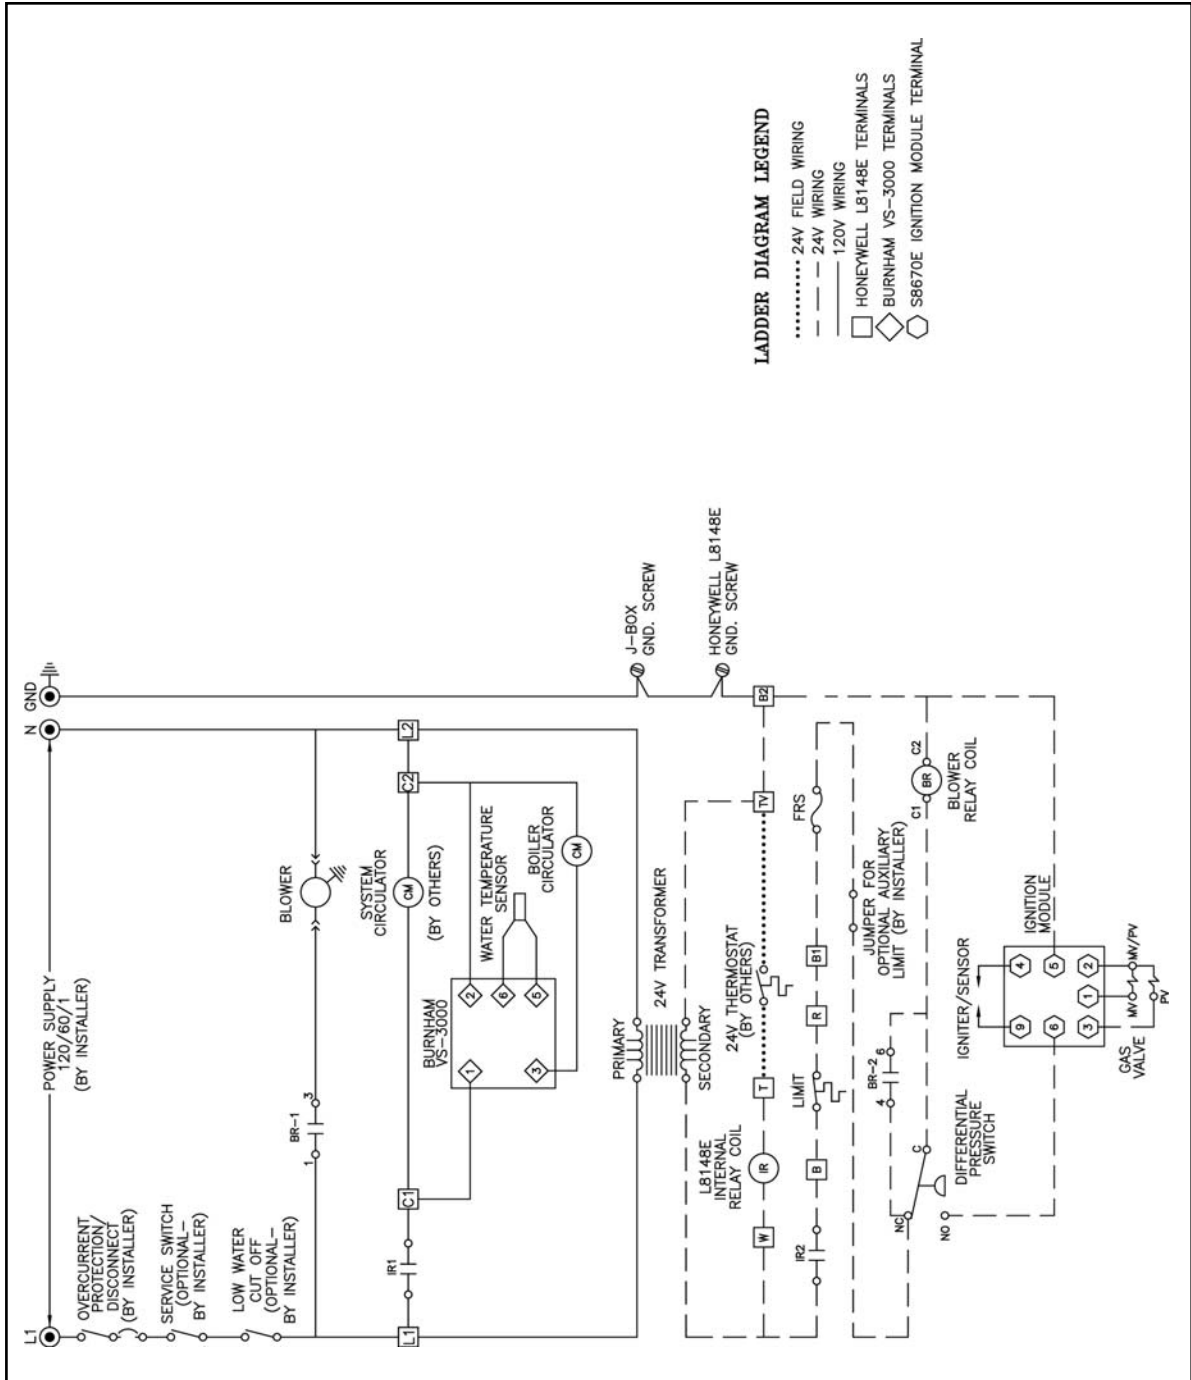 L1
N
GND
POWER SUPPLY
120/60/1
(BY INSTALLER)
OVERCURRENT
PROTECTION/
DISCONNECT
(BY INSTALLER)
SERVICE SWITCH
(OPTIONAL-
BY INSTALLER)
LOW WATER
CUT OFF
(OPTIONAL-
BY INSTALLER)
1
BR-1
3
BLOWER
L1
IR1
C1
SYSTEM
CIRCULATOR
CM
(BY OTHERS)
C2
L2
BURNHAM
VS-3000
1
3
2
6
5
WATER TEMPERATURE
SENSOR
BOILER
CIRCULATOR
CM
PRIMARY
24V TRANSFORMER
SECONDARY
J-BOX
GND. SCREW
HONEYWELL L8148E
GND. SCREW
L8148E
INTERNAL
RELAY COIL
W
IR
T
24V THERMOSTAT
(BY OTHERS)
TV
B2
IR2
B
LIMIT
R
B1
FRS
JUMPER FOR
OPTIONAL AUXILIARY
LIMIT (BY INSTALLER)
NC
NO
C
DIFFERENTIAL
PRESSURE
SWITCH
4
BR-2
6
C1
BR
C2
BLOWER
RELAY COIL
IGNITER/SENSOR
IGNITION
MODULE
9
4
6
5
3
1
2
GAS
VALVE
MV
MV/PV
PV
LADDER DIAGRAM LEGEND
24V FIELD WIRING
24V WIRING
120V WIRING
HONEYWELL L8148E TERMINALS
BURNHAM VS-3000 TERMINALS
S8670E IGNITION MODULE TERMINAL